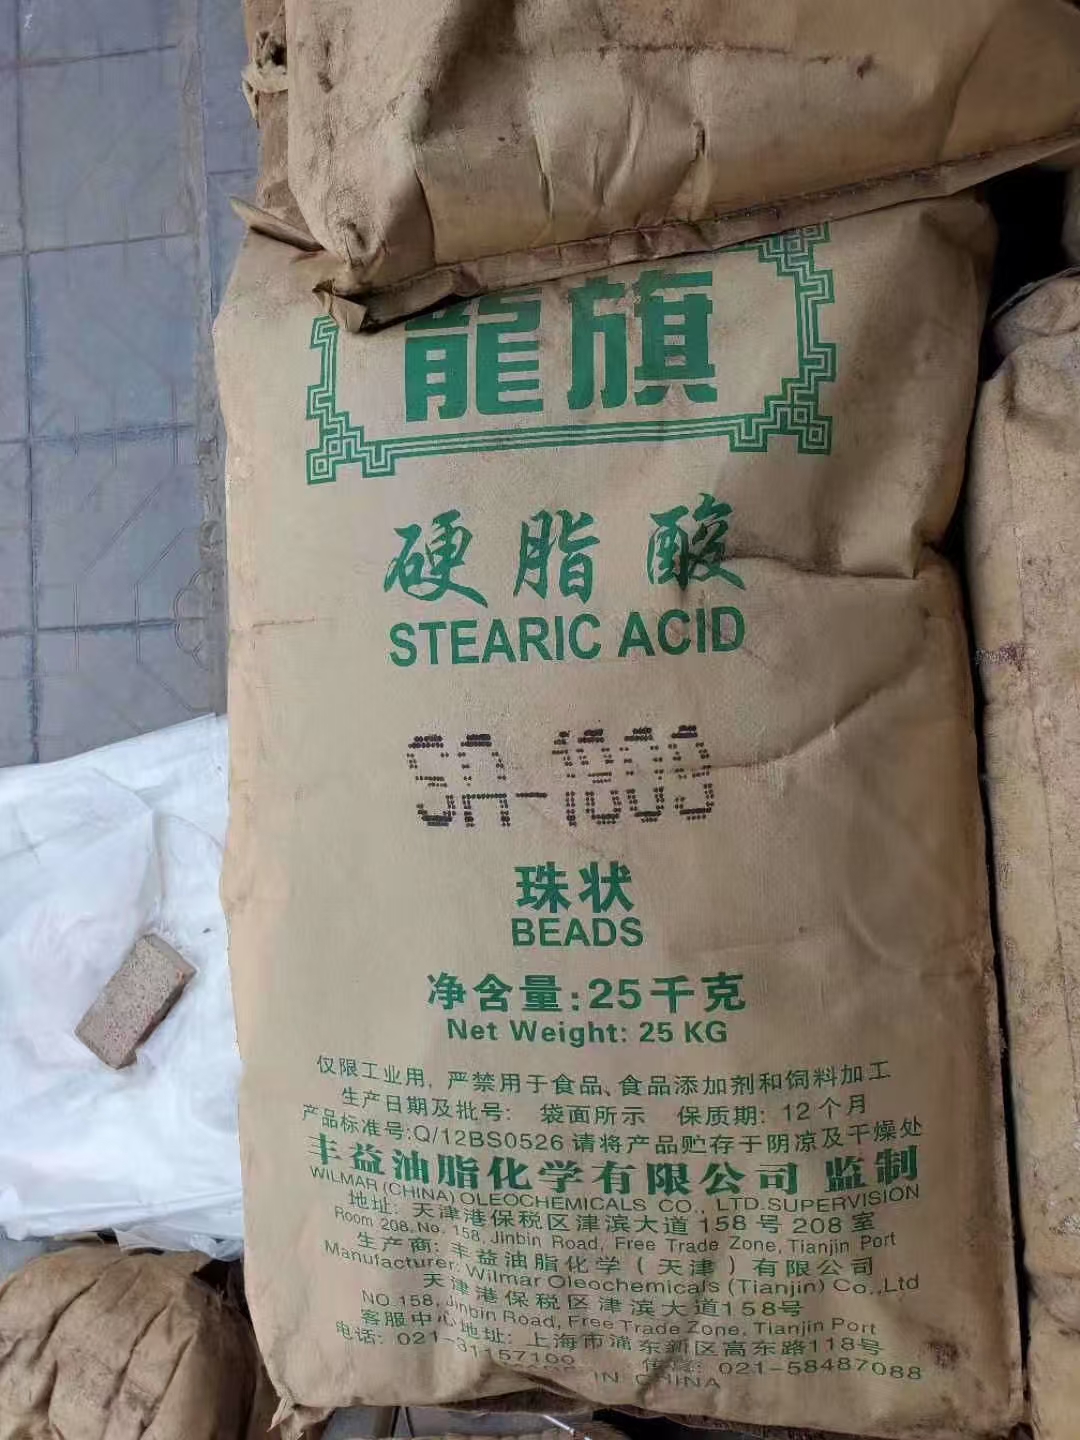 龍旗
硬脂酸
STEARIC ACID
SA-1803
珠状
BEADS
净含量:25千克
Net Weight: 25 KG
仅限工业用,严禁用于食品、食品添加剂和饲料加工
生产日期及批号: 袋面所示 保质期: 12个月
产品标准号:Q/12BS0526 请将产品贮存于阴凉及干燥处
丰益油脂化学有限公司 监制
WILMAR (CHINA) OLEOCHEMICALS CO., LTD.SUPERVISION
地址: 天津港保税区津滨大道158号208室
Room 208, No. 158, Jinbin Road, Free Trade Zone, Tianjin Port
生产商: 丰益油脂化学(天津)有限公司
Manufacturer: Wilmar Oleochemicals (Tianjin) Co.,Ltd
天津港保税区津滨大道158号
NO.158, Jinbin Road, Free Trade Zone, Tianjin Port
客服中心地址: 上海市浦东新区高东路118号
电话: 021-31157100 传真: 021-58487088
IN CHINA